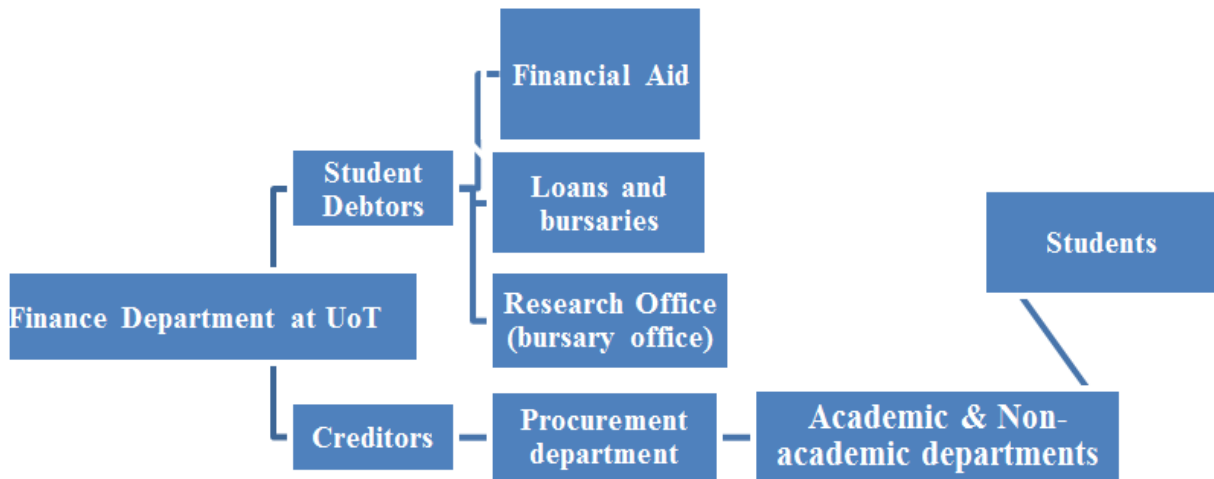 Financial Aid
Student
Debtors
Loans and
bursaries
Students
Finance Department at UoT
Research Office
(bursary office)
Creditors
Procurement
department
Academic & Non-
academic departments